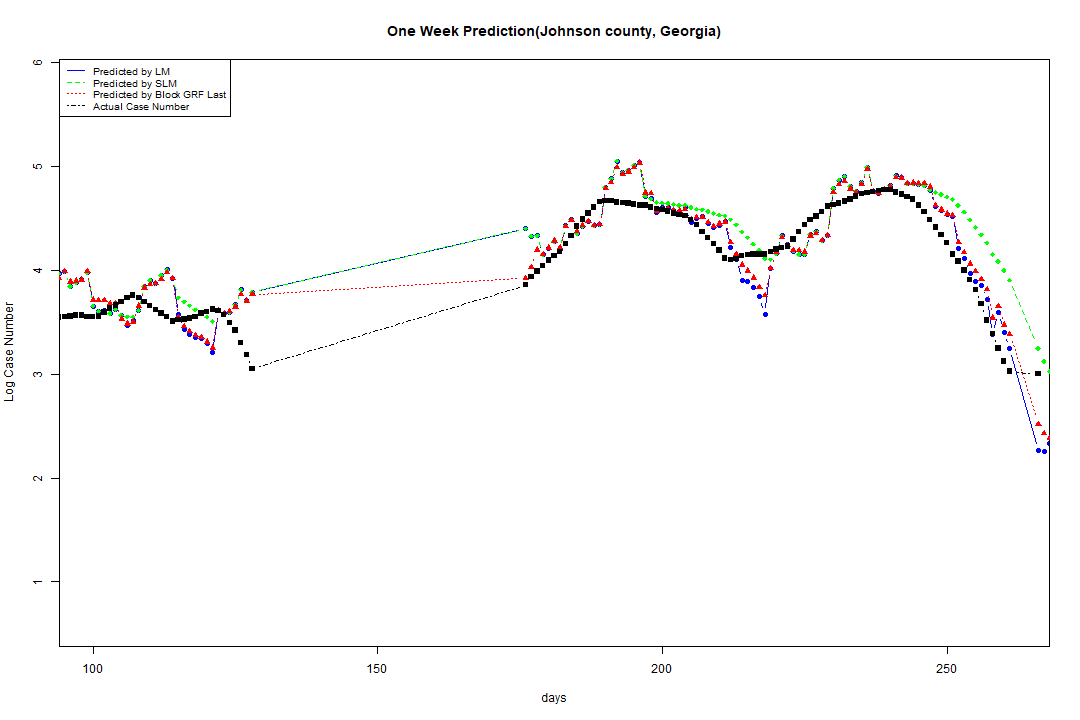 One Week Prediction(Johnson county, Georgia)
Predicted by LM
Predicted by SLM
Predicted by Block GRF Last
Actual Case Number
6
5
4
3
2
1
Log Case Number
100
150
200
250
days